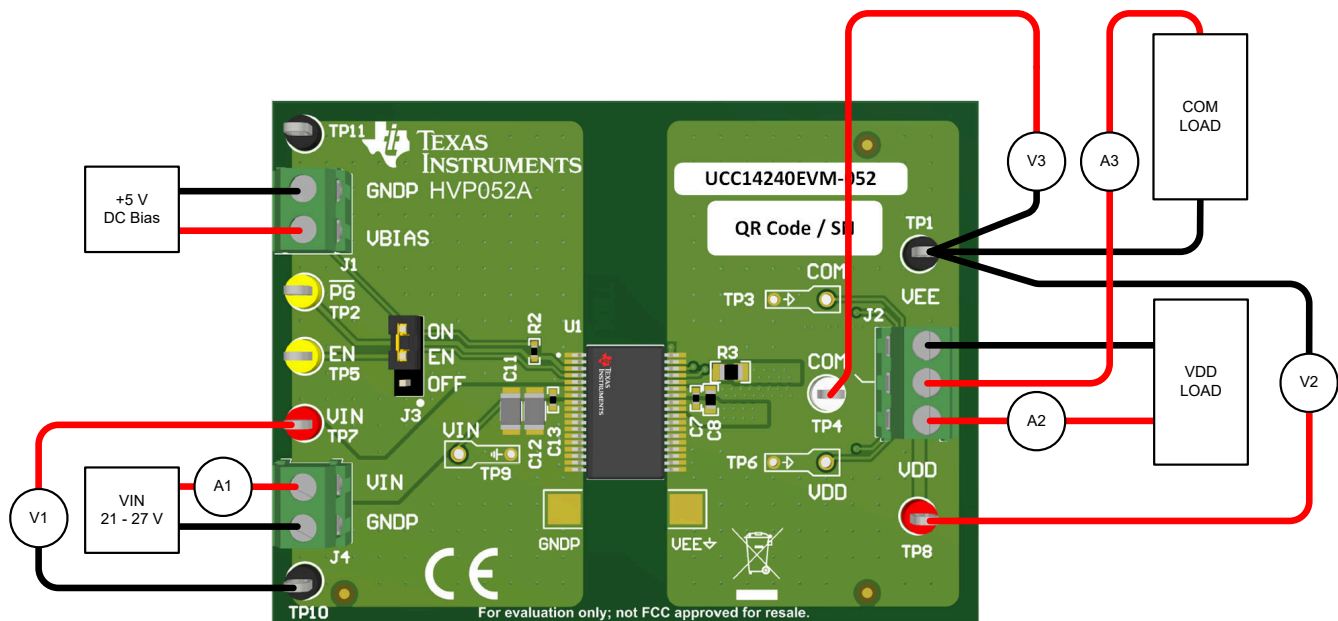 TP11
TEXAS
INSTRUMENTS
HVP052A
+5 V
DC Bias
GNDP
VBIAS
J1
PG
TP2
EN
TP5
ON
EN
OFF
J3
VIN
TP7
V1
VIN
21 - 27 V
A1
VIN
GNDP
J4
TP10
R2
U1
C11
C12
C13
VIN
TP9
TEXAS
INSTRUMENTS
GNDP
VEE
R3
C7
C8
UCC14240EVM-052
QR Code / SN
TP1
VEE
COM
TP3
J2
COM
TP4
TP6
VDD
VDD
TP8
V3
A3
COM
LOAD
VDD
LOAD
A2
V2
CE
For evaluation only; not FCC approved for resale.